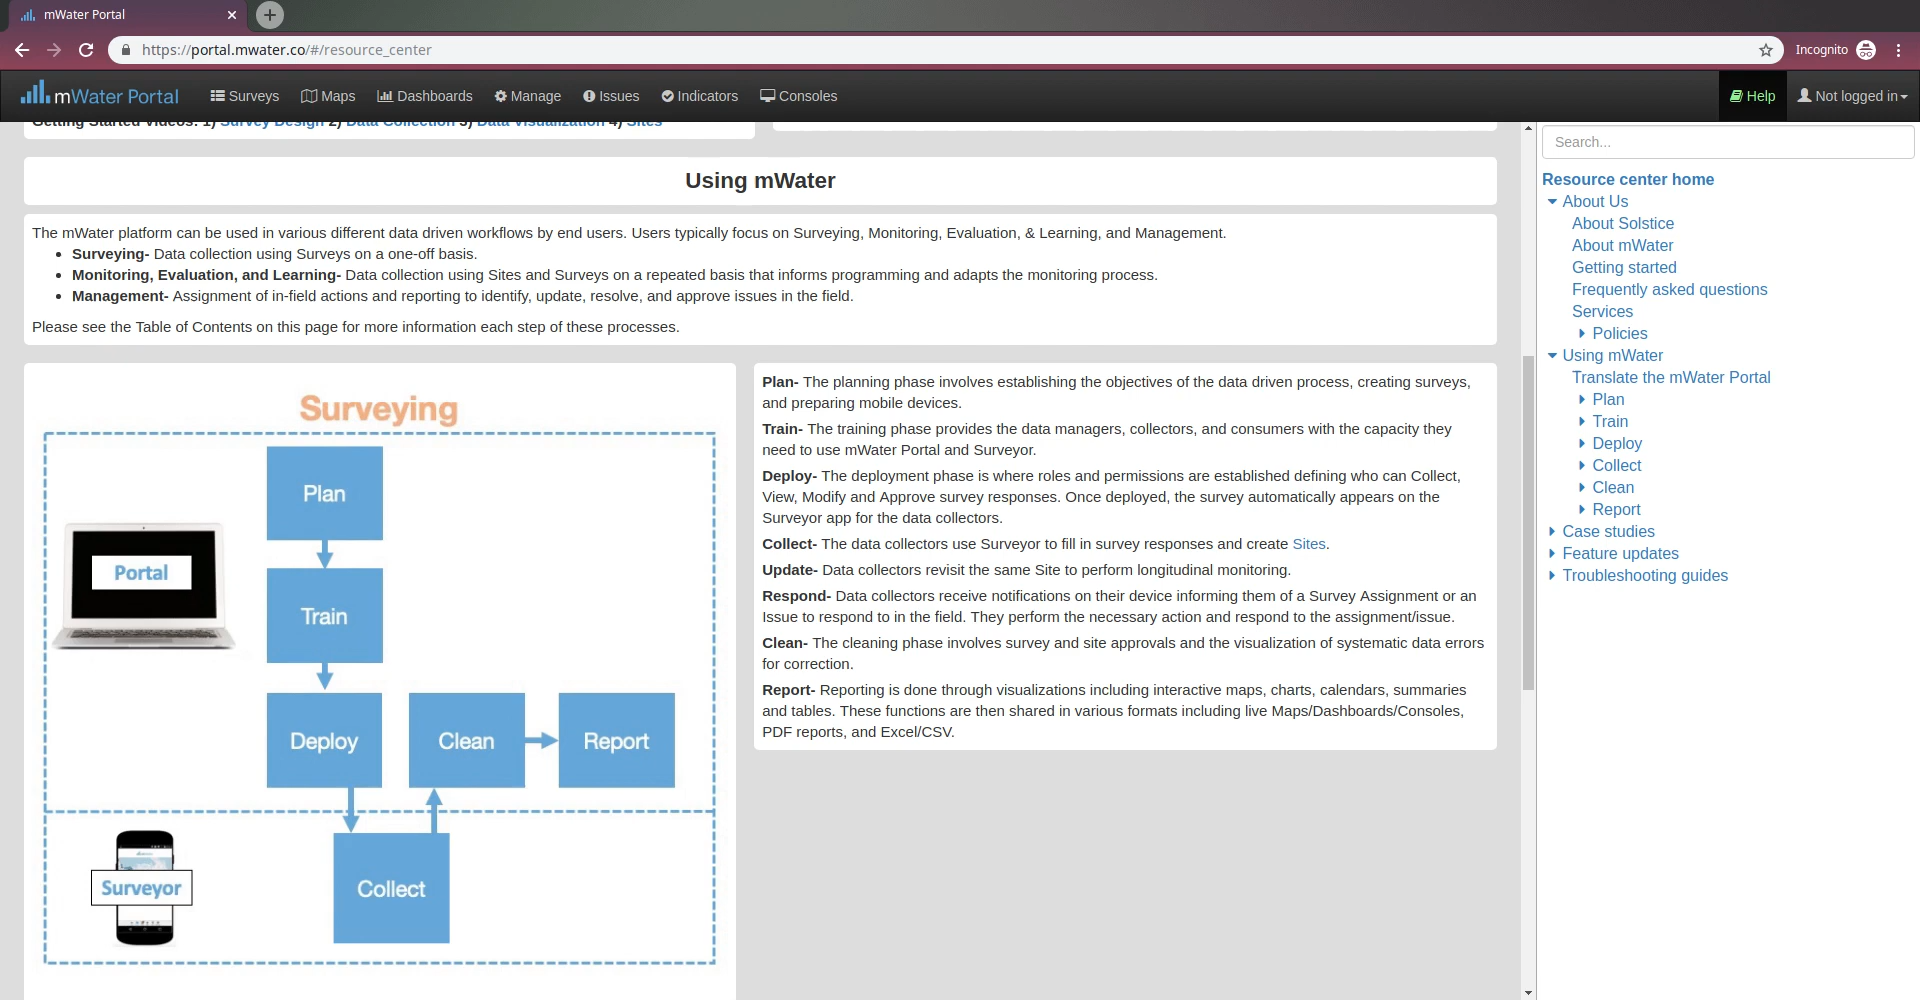 mWater Portal
https://portal.mwater.co/#/resource_center
Incognito
mWater Portal
Surveys
Maps
Dashboards
Manage
Issues
Indicators
Consoles
Help
Not logged in
Getting Started Videos: 1) Survey Design 2) Data Collection 3) Data Visualization 4) Sites
Using mWater
The mWater platform can be used in various different data driven workflows by end users. Users typically focus on Surveying, Monitoring, Evaluation, & Learning, and Management.
Surveying- Data collection using Surveys on a one-off basis.
Monitoring, Evaluation, and Learning- Data collection using Sites and Surveys on a repeated basis that informs programming and adapts the monitoring process.
Management- Assignment of in-field actions and reporting to identify, update, resolve, and approve issues in the field.
Please see the Table of Contents on this page for more information each step of these processes.
Surveying
Plan
Portal
Train
Deploy
Clean
Report
Surveyor
Collect
Plan- The planning phase involves establishing the objectives of the data driven process, creating surveys,
and preparing mobile devices.
Train- The training phase provides the data managers, collectors, and consumers with the capacity they
need to use mWater Portal and Surveyor.
Deploy- The deployment phase is where roles and permissions are established defining who can Collect,
View, Modify and Approve survey responses. Once deployed, the survey automatically appears on the
Surveyor app for the data collectors.
Collect- The data collectors use Surveyor to fill in survey responses and create Sites.
Update- Data collectors revisit the same Site to perform longitudinal monitoring.
Respond- Data collectors receive notifications on their device informing them of a Survey Assignment or an
Issue to respond to in the field. They perform the necessary action and respond to the assignment/issue.
Clean- The cleaning phase involves survey and site approvals and the visualization of systematic data errors
for correction.
Report- Reporting is done through visualizations including interactive maps, charts, calendars, summaries
and tables. These functions are then shared in various formats including live Maps/Dashboards/Consoles,
PDF reports, and Excel/CSV.
Search...
Resource center home
About Us
About Solstice
About mWater
Getting started
Frequently asked questions
Services
Policies
Using mWater
Translate the mWater Portal
Plan
Train
Deploy
Collect
Clean
Report
Case studies
Feature updates
Troubleshooting guides